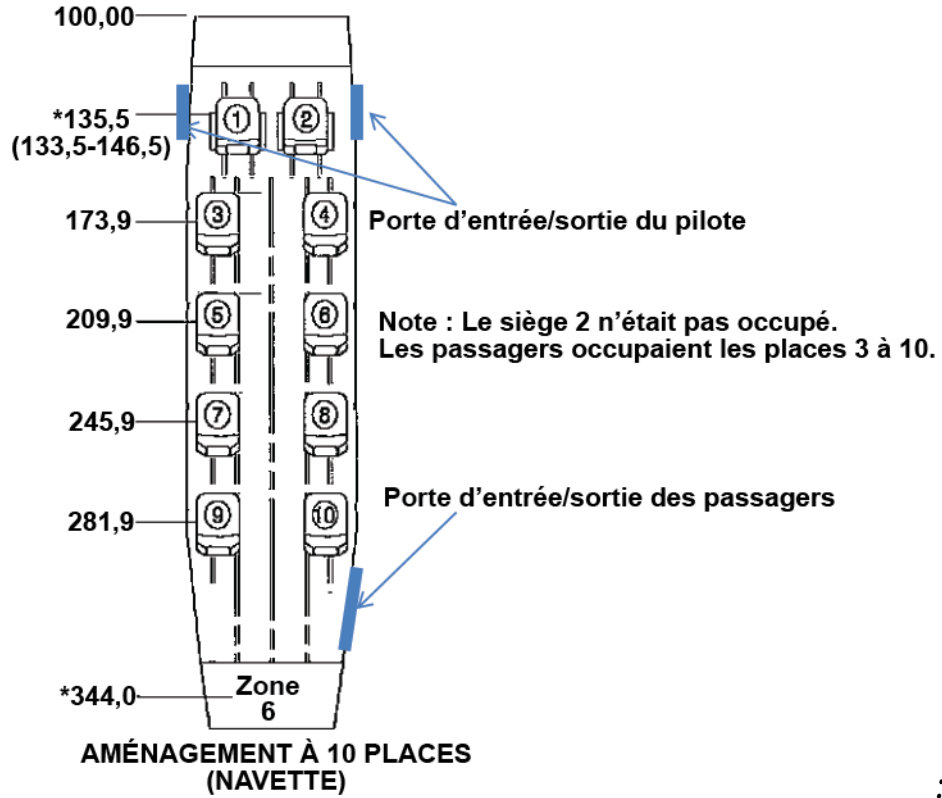 100,00
*135,5
(133,5-146,5)
1
2
3
4
173,9
Porte d’entrée/sortie du pilote
5
6
209,9
Note : Le siège 2 n’était pas occupé.
Les passagers occupaient les places 3 à 10.
7
8
245,9
Porte d’entrée/sortie des passagers
9
10
281,9
*344,0
Zone
6
AMÉNAGEMENT À 10 PLACES
(NAVETTE)
: